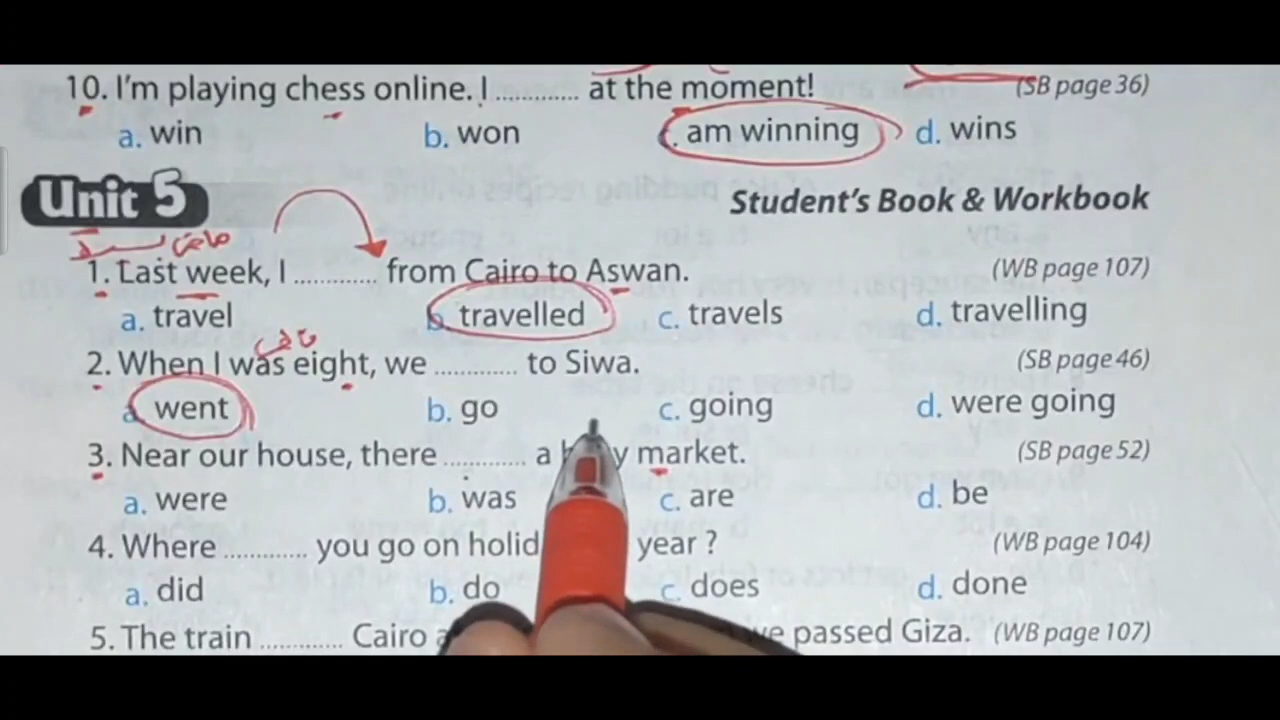 10. I'm playing chess online. I ............ at the moment! (SB page 36)
a. win b. won c. am winning d. wins
Unit 5 Student's Book & Workbook
ماضى بسيط
1. Last week, I ............ from Cairo to Aswan. (WB page 107)
a. travel b. travelled c. travels d. travelling
ماضى
2. When I was eight, we ............ to Siwa. (SB page 46)
a. went b. go c. going d. were going
3. Near our house, there ............ a market. (SB page 52)
a. were b. was c. are d. be
4. Where ............ you go on year ? (WB page 104)
a. did b. do c. does d. done
5. The train ............ Cairo passed Giza. (WB page 107)